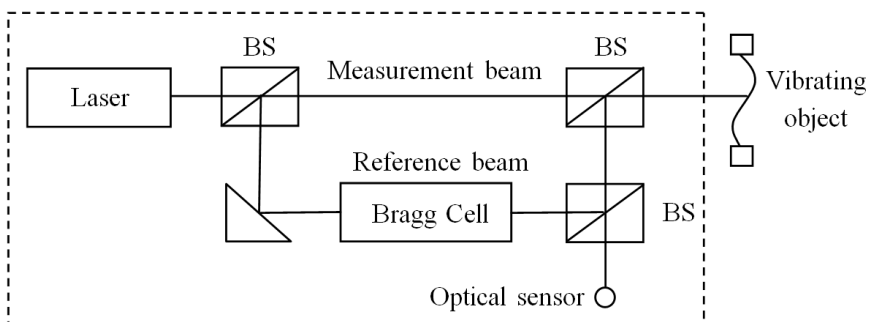 BS
BS
Measurement beam
Laser
Vibrating
object
Reference beam
Bragg Cell
BS
Optical sensor